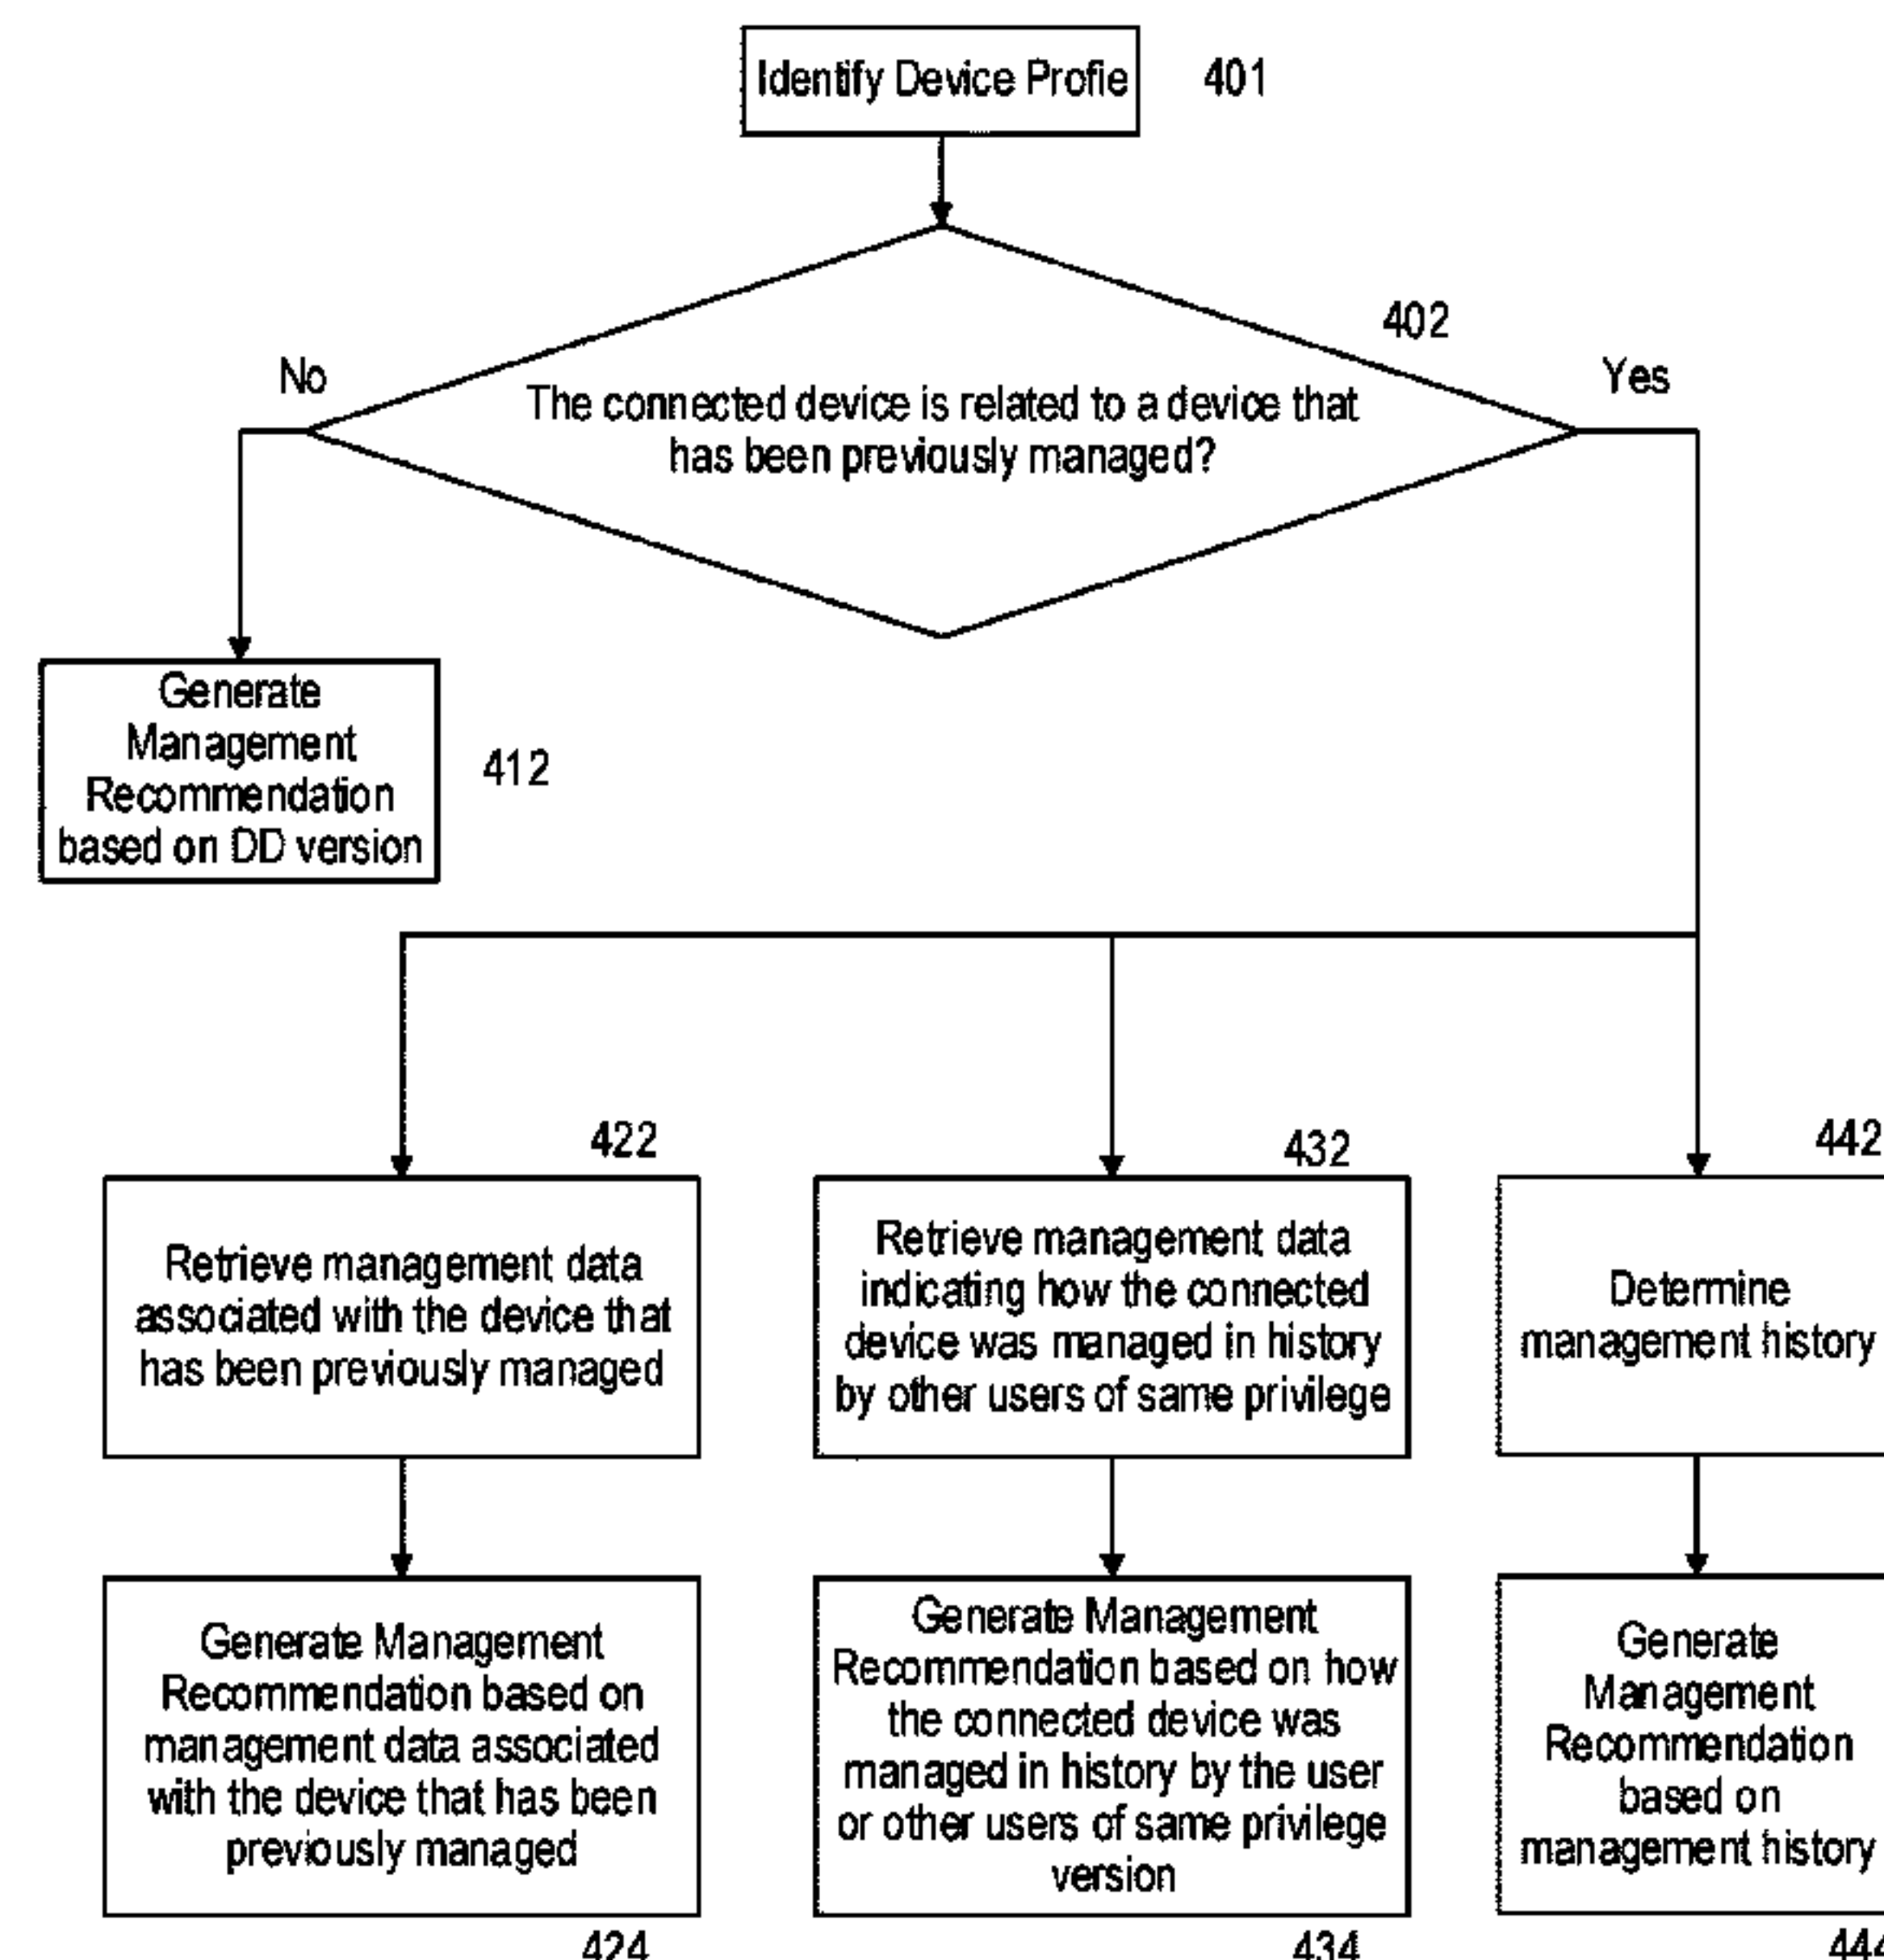 Identify Device Profie
401
402
No
Yes
The connected device is related to a device that
has been previously managed?
Generate
Management
Recommendation
based on DD version
412
422
432
442
Retrieve management data
associated with the device that
has been previously managed
Retrieve management data
indicating how the connected
device was managed in history
by other users of same privilege
Determine
management history
Generate Management
Recommendation based on
management data associated
with the device that has been
previously managed
Generate Management
Recommendation based on how
the connected device was
managed in history by the user
or other users of same privilege
version
Generate
Management
Recommendation
based on
management history
424
434
444